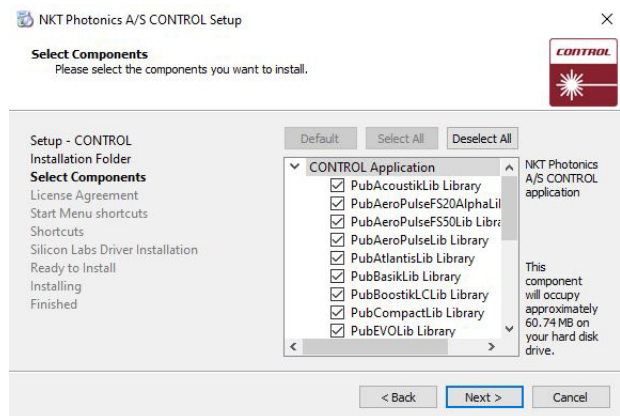 NKT Photonics A/S CONTROL Setup
Select Components
Please select the components you want to install.
CONTROL
Setup - CONTROL
Installation Folder
Select Components
License Agreement
Start Menu shortcuts
Shortcuts
Silicon Labs Driver Installation
Ready to Install
Installing
Finished
Default
Select All
Deselect All
CONTROL Application
PubAcoustikLib Library
PubAeroPulseFS20AlphaLil
PubAeroPulseFS50Lib Libra
PubAeroPulseLib Library
PubAtlantisLib Library
PubBasikLib Library
PubBoostikLCLib Library
PubCompactLib Library
PubEVOLib Library
NKT Photonics
A/S CONTROL
application
This
component
will occupy
approximately
60.74 MB on
your hard disk
drive.
< Back
Next >
Cancel